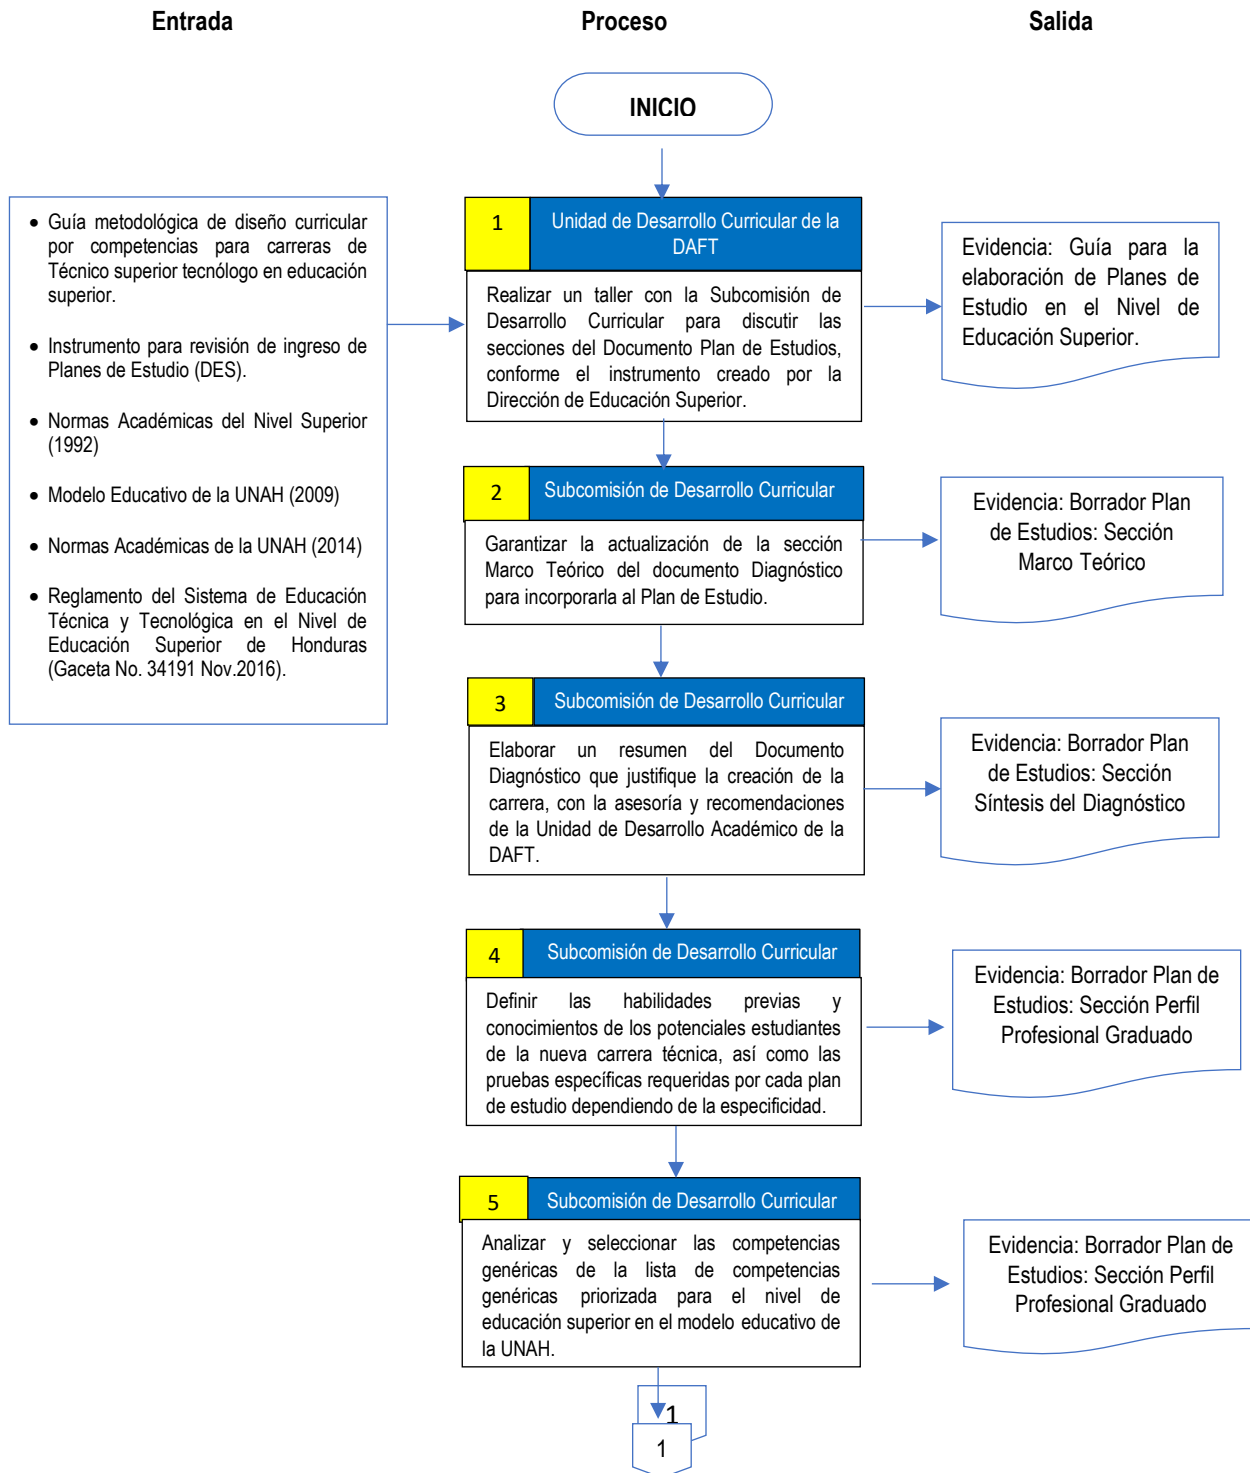 Entrada
Proceso
Salida
INICIO
• Guía metodológica de diseño curricular
por competencias para carreras de
Técnico superior tecnólogo en educación
superior.
• Instrumento para revisión de ingreso de
Planes de Estudio (DES).
• Normas Académicas del Nivel Superior
(1992)
• Modelo Educativo de la UNAH (2009)
• Normas Académicas de la UNAH (2014)
• Reglamento del Sistema de Educación
Técnica y Tecnológica en el Nivel de
Educación Superior de Honduras
(Gaceta No. 34191 Nov.2016).
1
Unidad de Desarrollo Curricular de la
DAFT
Realizar un taller con la Subcomisión de
Desarrollo Curricular para discutir las
secciones del Documento Plan de Estudios,
conforme el instrumento creado por la
Dirección de Educación Superior.
Evidencia: Guía para la
elaboración de Planes de
Estudio en el Nivel de
Educación Superior.
2
Subcomisión de Desarrollo Curricular
Garantizar la actualización de la sección
Marco Teórico del documento Diagnóstico
para incorporarla al Plan de Estudio.
Evidencia: Borrador Plan
de Estudios: Sección
Marco Teórico
3
Subcomisión de Desarrollo Curricular
Elaborar un resumen del Documento
Diagnóstico que justifique la creación de la
carrera, con la asesoría y recomendaciones
de la Unidad de Desarrollo Académico de la
DAFT.
Evidencia: Borrador Plan
de Estudios: Sección
Síntesis del Diagnóstico
4
Subcomisión de Desarrollo Curricular
Definir las habilidades previas y
conocimientos de los potenciales estudiantes
de la nueva carrera técnica, así como las
pruebas específicas requeridas por cada plan
de estudio dependiendo de la especificidad.
Evidencia: Borrador Plan de
Estudios: Sección Perfil
Profesional Graduado
5
Subcomisión de Desarrollo Curricular
Analizar y seleccionar las competencias
genéricas de la lista de competencias
genéricas priorizada para el nivel de
educación superior en el modelo educativo de
la UNAH.
Evidencia: Borrador Plan de
Estudios: Sección Perfil
Profesional Graduado
1
1